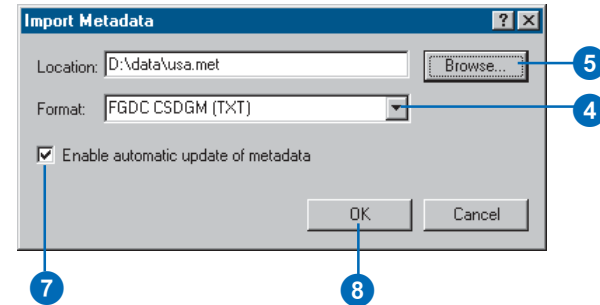 Import Metadata
Location: D:\data\usa.met Browse... 5
Format: FGDC CSDGM (TXT) 4
Enable automatic update of metadata
OK Cancel
7 8